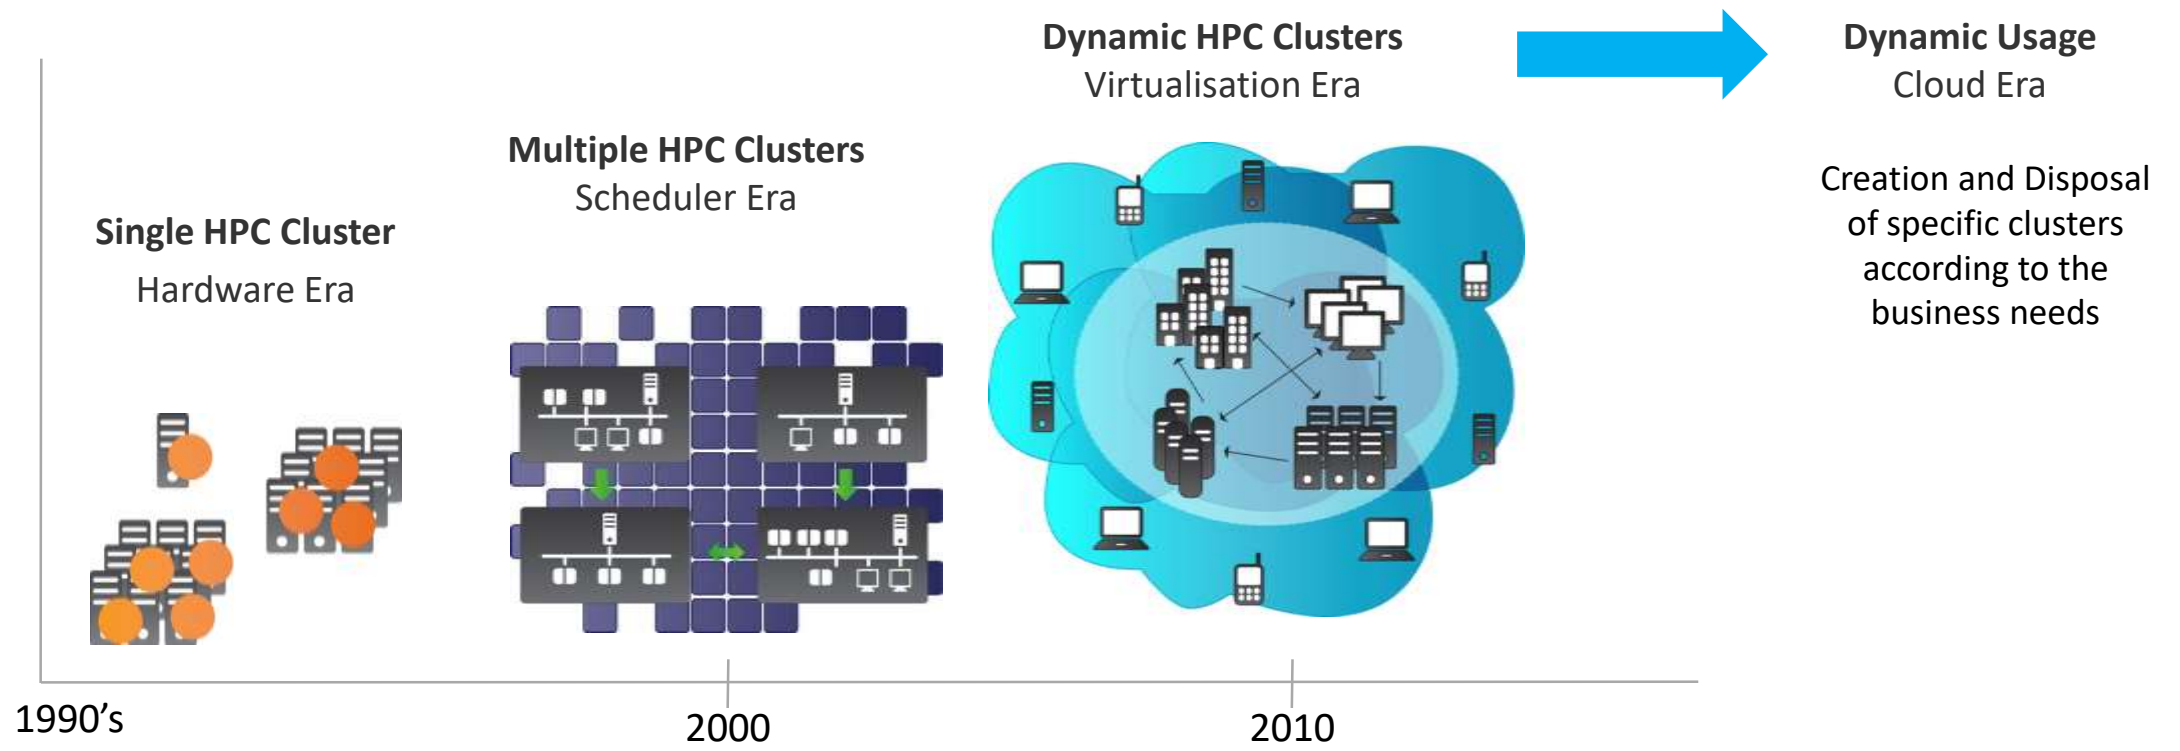 Single HPC Cluster
Hardware Era
Multiple HPC Clusters
Scheduler Era
Dynamic HPC Clusters
Virtualisation Era
Dynamic Usage
Cloud Era
Creation and Disposal
of specific clusters
according to the
business needs
1990’s
2000
2010